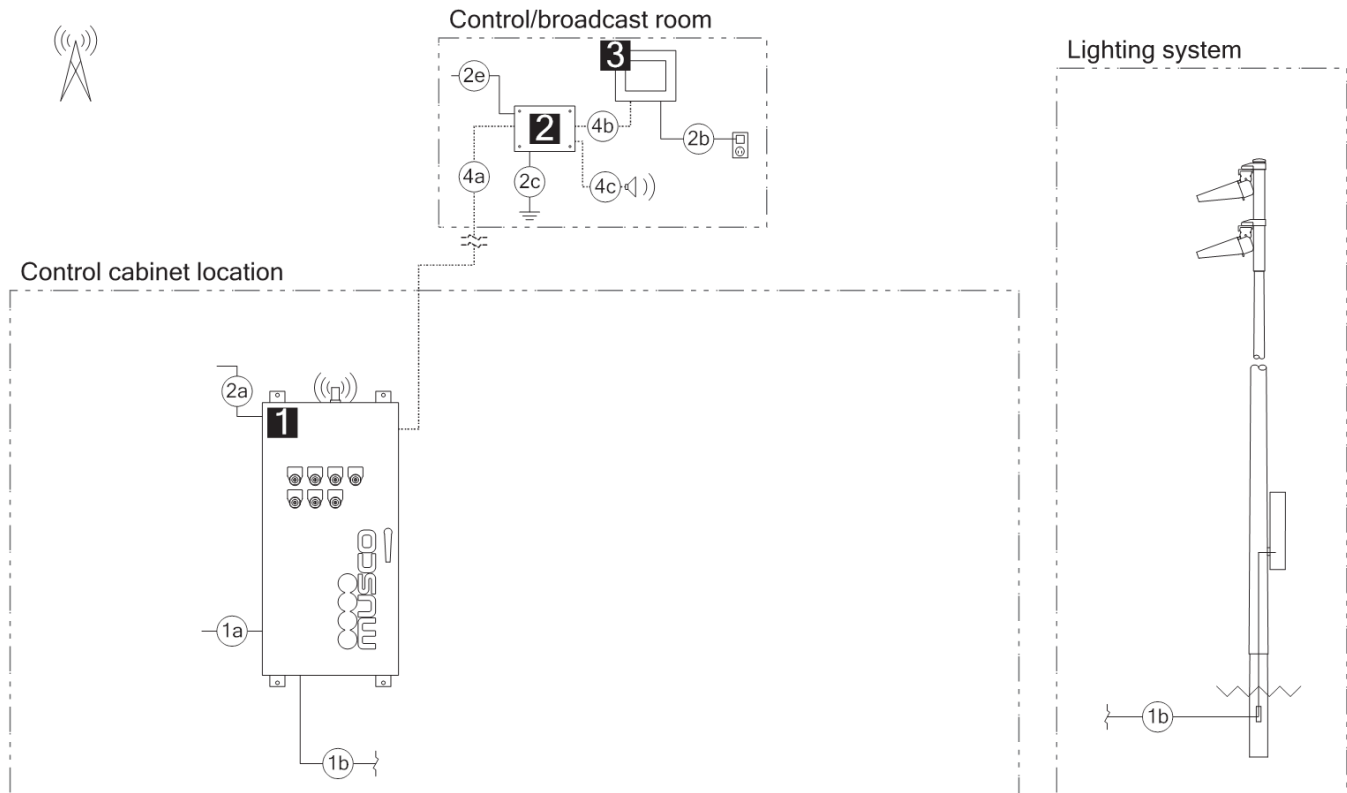 Control/broadcast room
Lighting system
3
2e
2
4b
2b
4a
2c
4c
Control cabinet location
2a
1
musco
1a
1b
1b